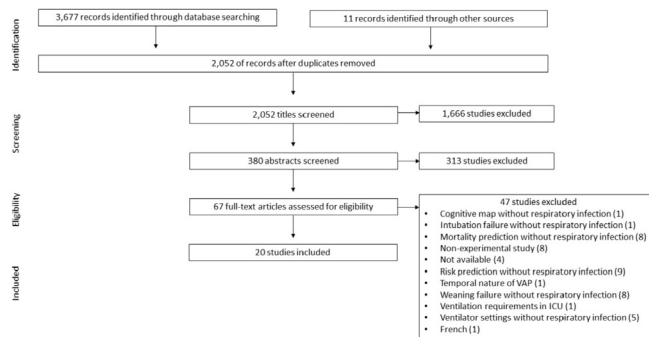 3,677 records identified through database searching
11 records identified through other sources
Identification
2,052 of records after duplicates removed
Screening
2,052 titles screened
1,666 studies excluded
380 abstracts screened
313 studies excluded
Eligibility
67 full-text articles assessed for eligibility
47 studies excluded
• Cognitive map without respiratory infection (1)
• Intubation failure without respiratory infection (1)
• Mortality prediction without respiratory infection (8)
• Non-experimental study (8)
• Not available (4)
• Risk prediction without respiratory infection (9)
• Temporal nature of VAP (1)
• Weaning failure without respiratory infection (8)
• Ventilation requirements in ICU (1)
• Ventilator settings without respiratory infection (5)
• French (1)
Included
20 studies included